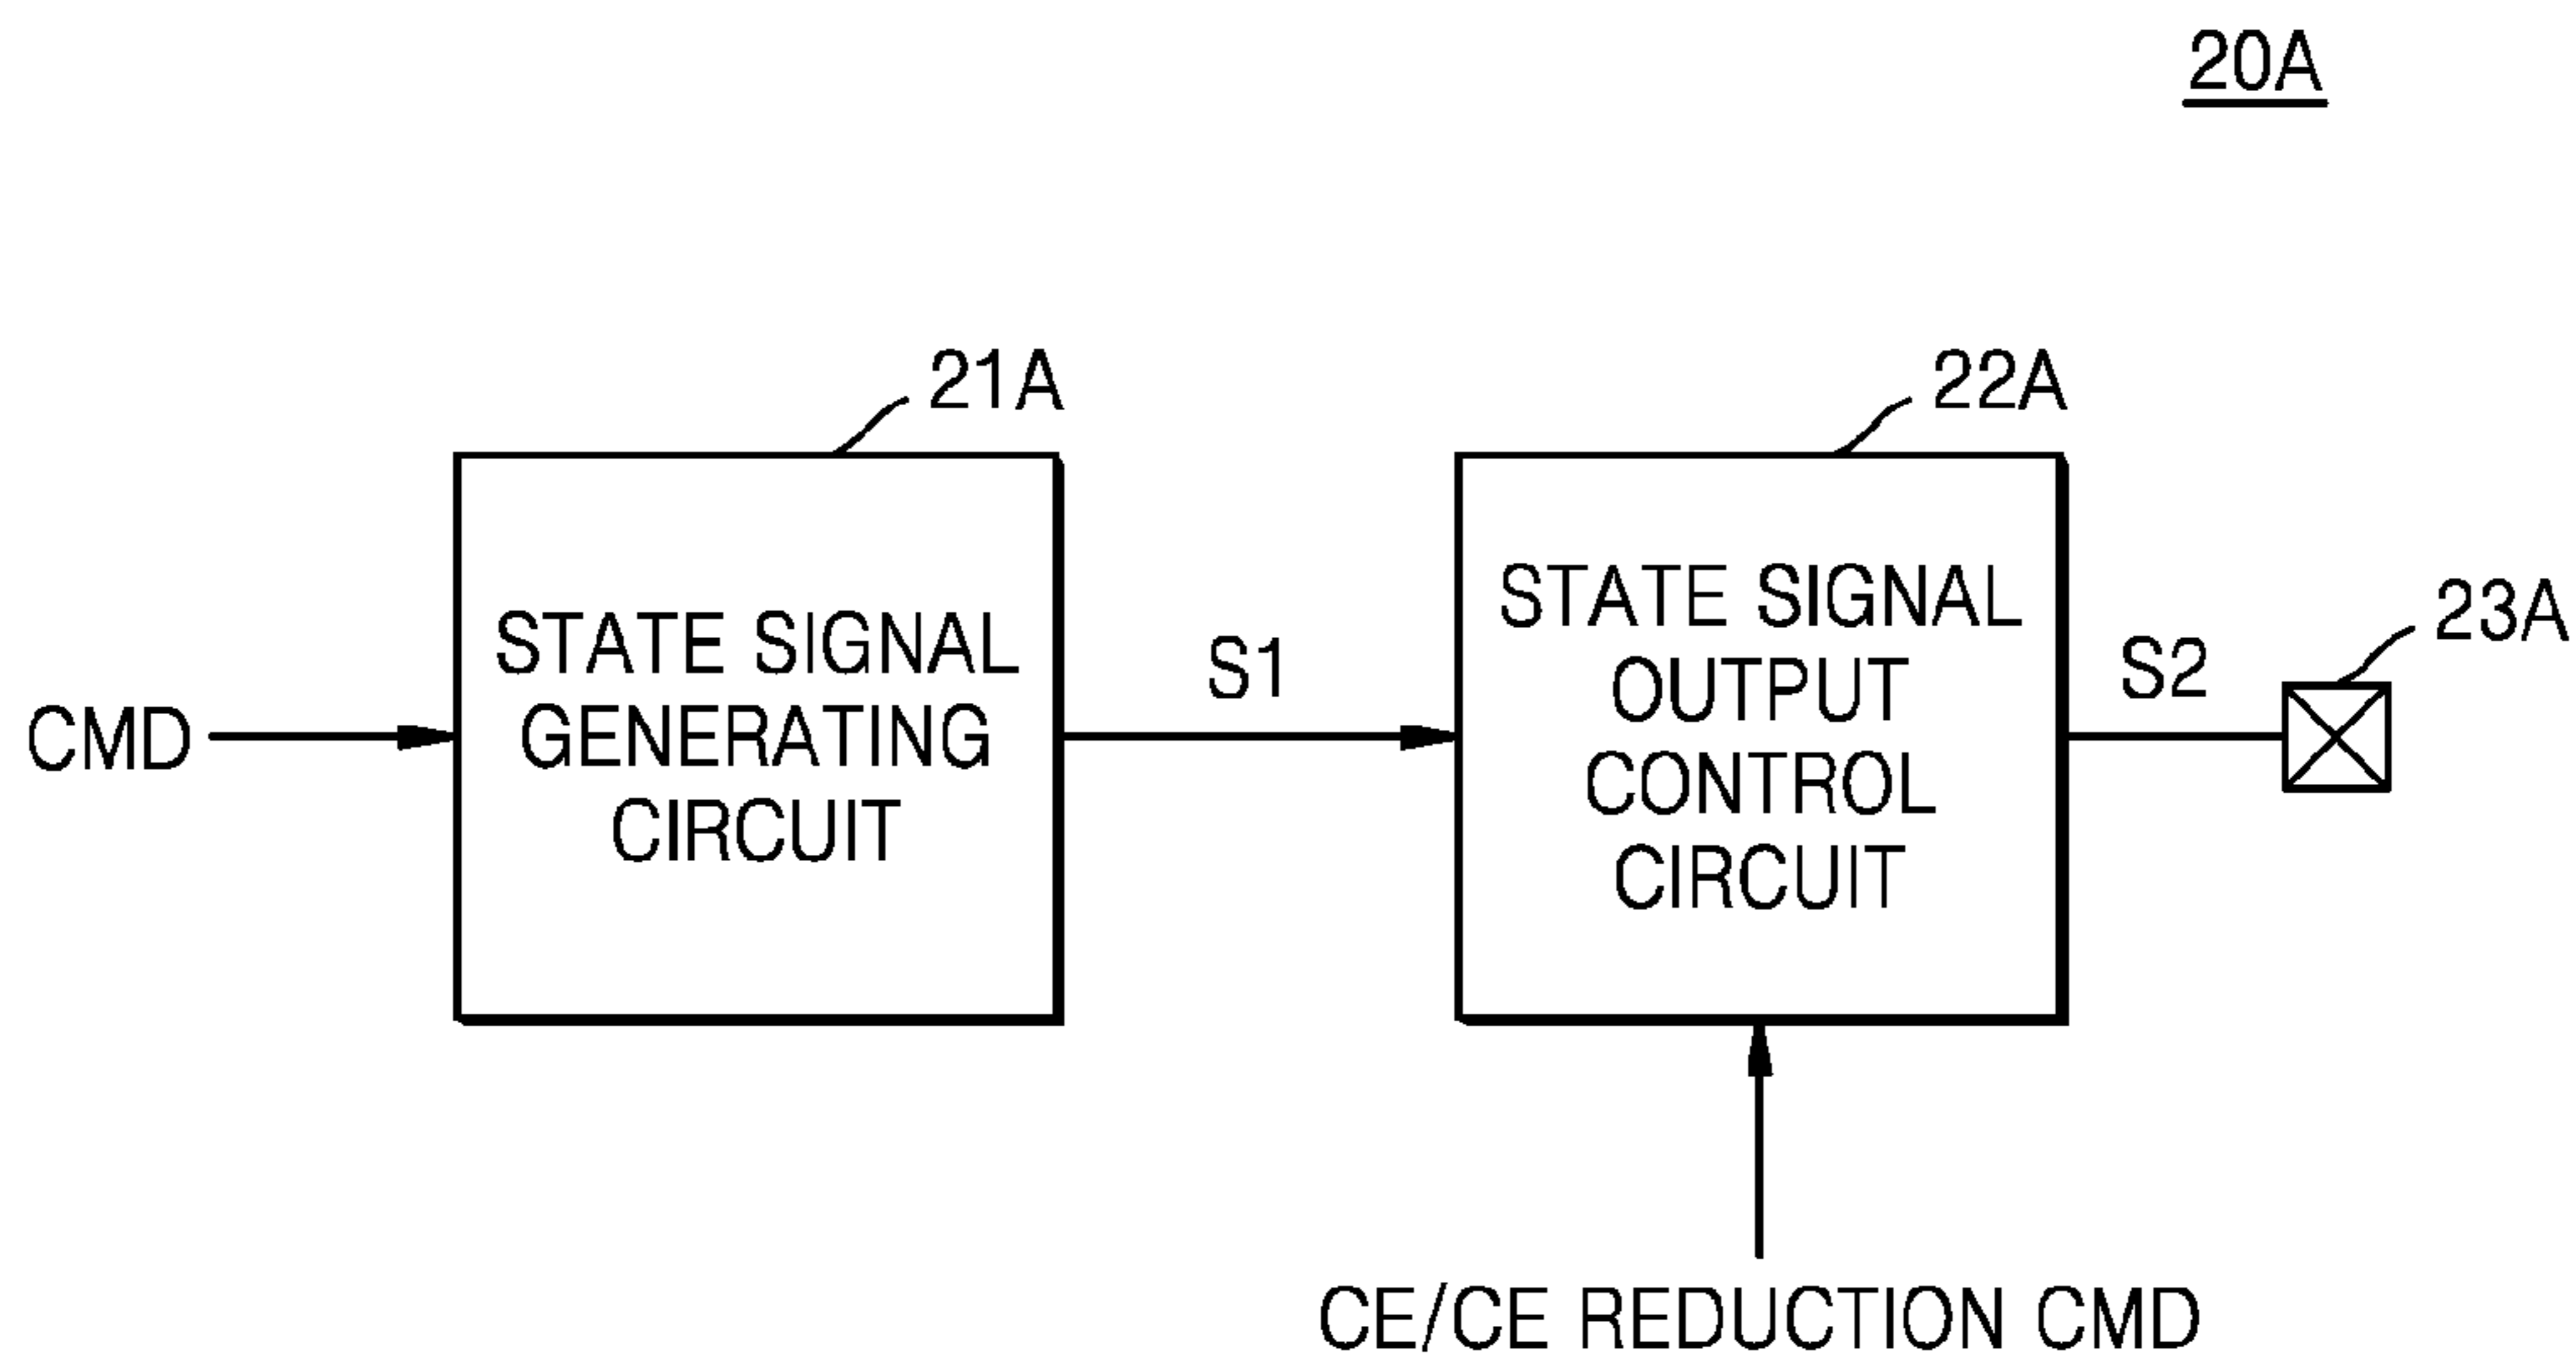 20A
21A
22A
STATE SIGNAL
GENERATING
CIRCUIT
STATE SIGNAL
OUTPUT
CONTROL
CIRCUIT
23A
CMD
S1
S2
CE/CE REDUCTION CMD